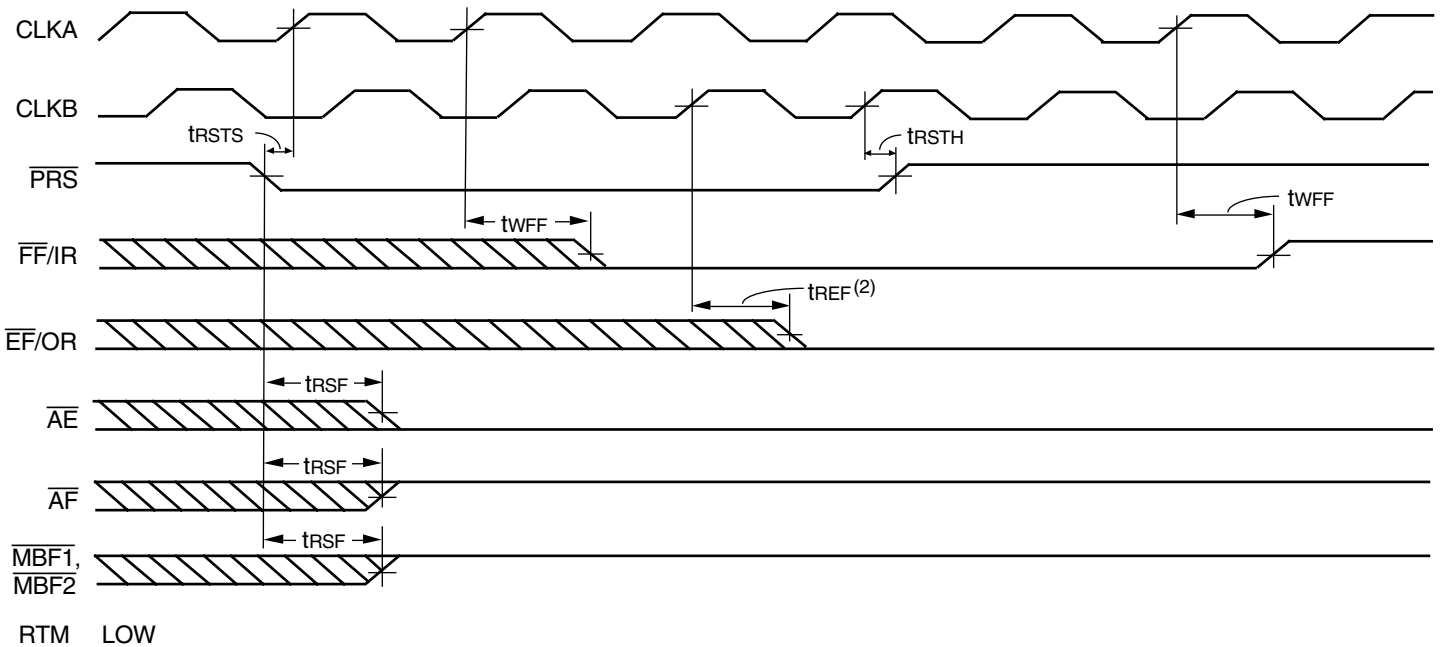 CLKA
CLKB
tRSTS
tRSTH
PRS
tWFF
tWFF
FF/IR
tREF(2)
EF/OR
tRSF
AE
tRSF
AF
tRSF
MBF1,
MBF2
RTM LOW